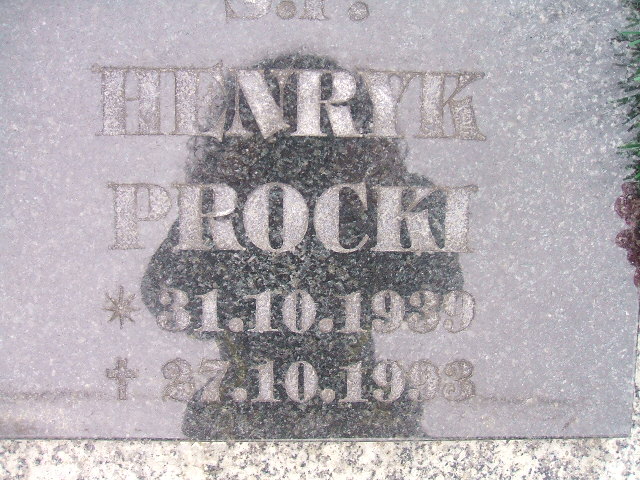 Ś.P.
HENRYK
PROCKI
* 31.10.1939
✝ 27.10.1993